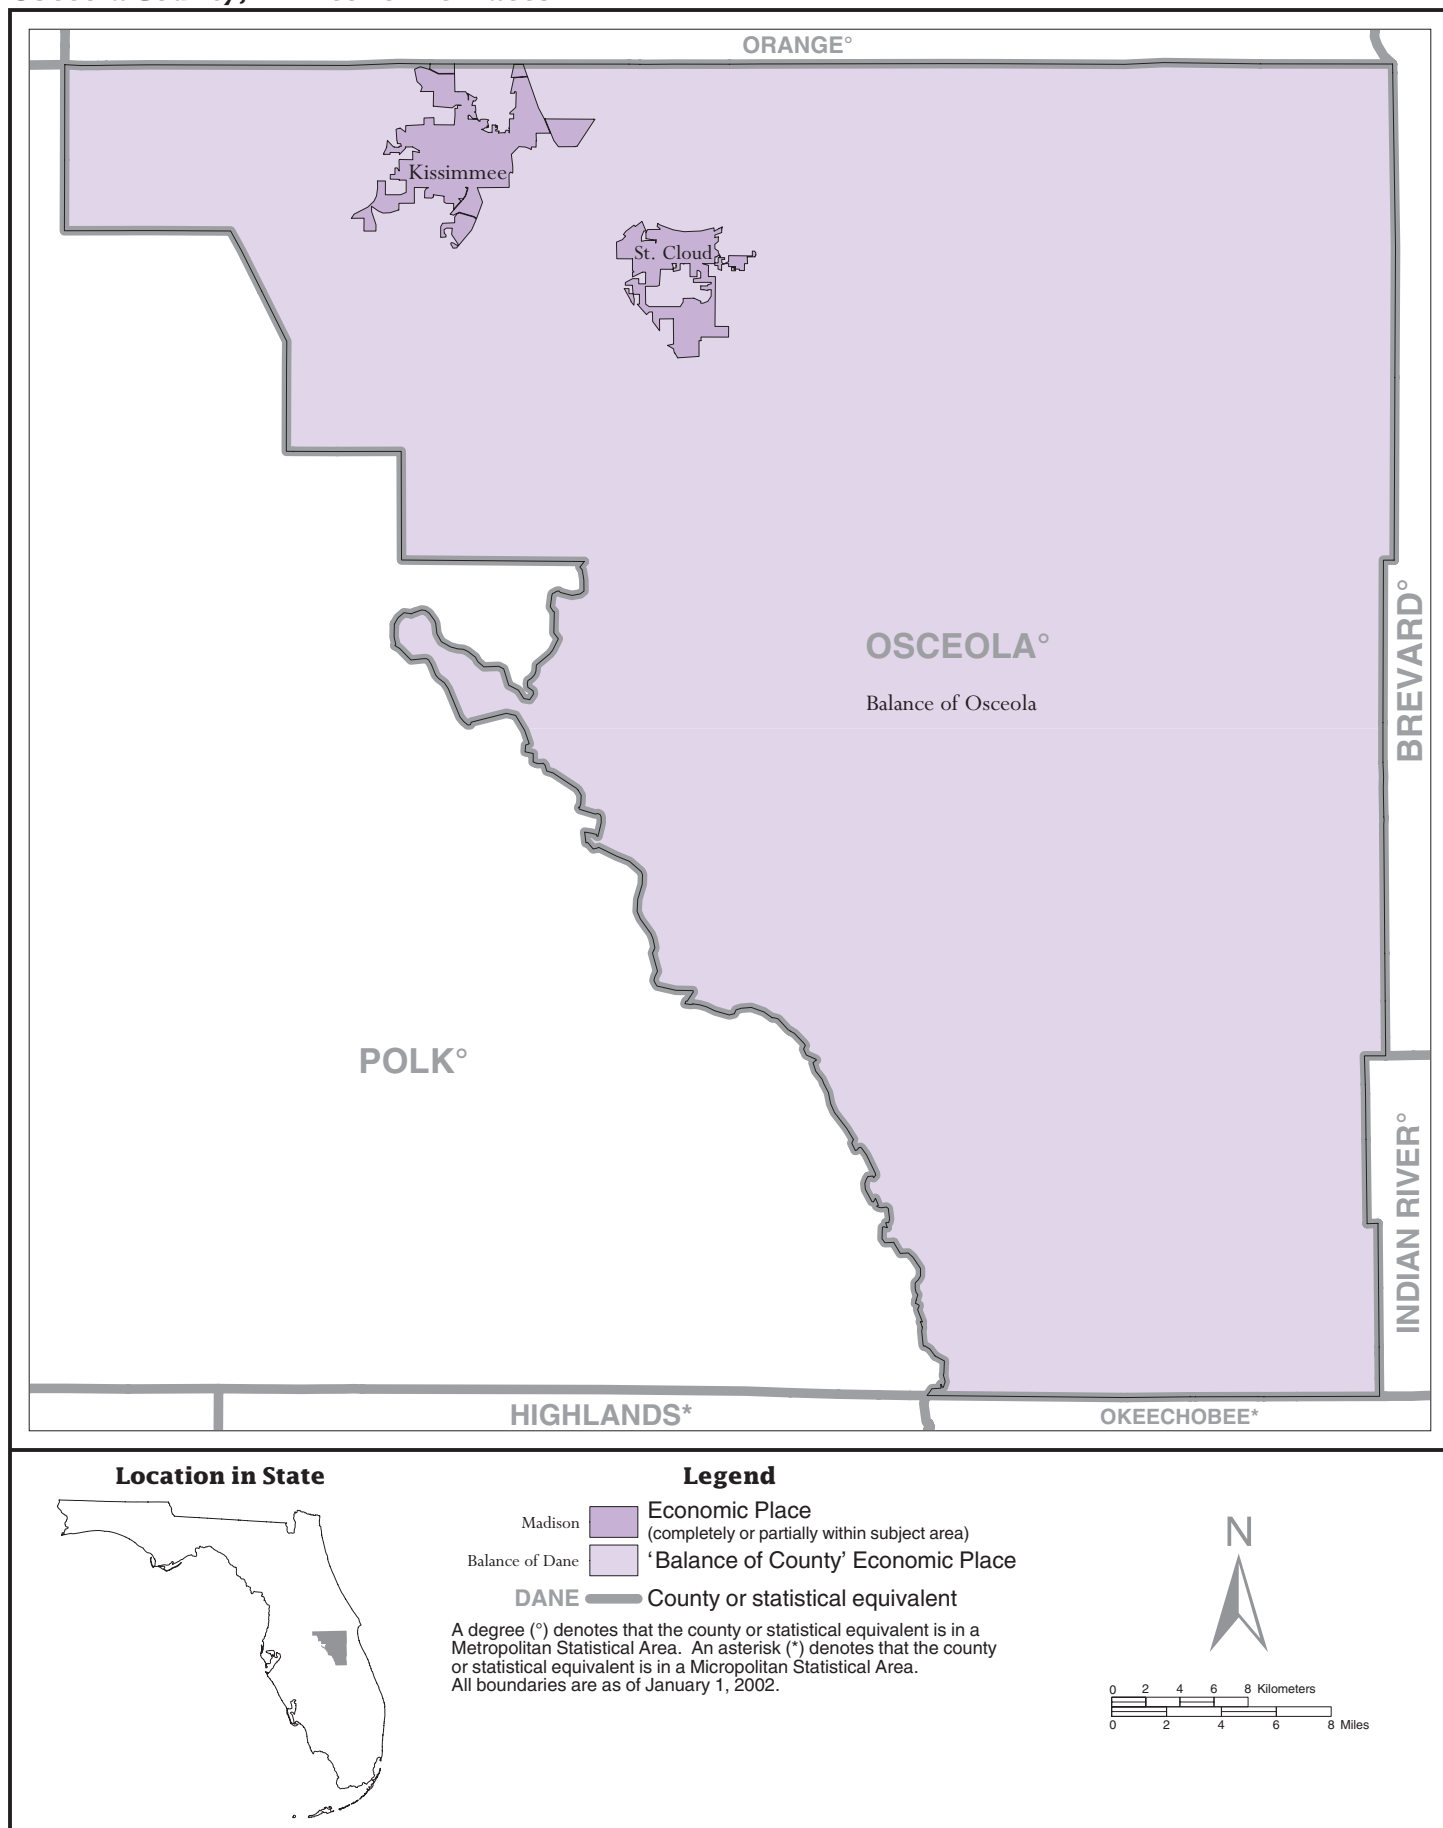 ORANGE°
Kissimmee
St. Cloud
OSCEOLA°
Balance of Osceola
BREVARD°
POLK°
INDIAN RIVER°
HIGHLANDS*
OKEECHOBEE*
Location in State
Legend
Madison
Economic Place
(completely or partially within subject area)
Balance of Dane
‘Balance of County’ Economic Place
DANE
County or statistical equivalent
A degree (°) denotes that the county or statistical equivalent is in a
Metropolitan Statistical Area. An asterisk (*) denotes that the county
or statistical equivalent is in a Micropolitan Statistical Area.
All boundaries are as of January 1, 2002.
N
0 2 4 6 8 Kilometers
0 2 4 6 8 Miles